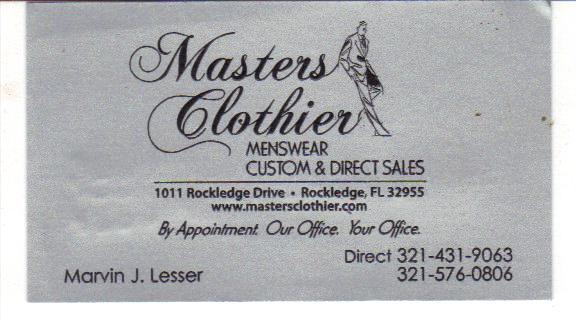 Masters
Clothier
MENSWEAR
CUSTOM & DIRECT SALES
1011 Rockledge Drive • Rockledge, FL 32955
www.mastersclothier.com
By Appointment. Our Office. Your Office.
Direct 321-431-9063
Marvin J. Lesser 321-576-0806